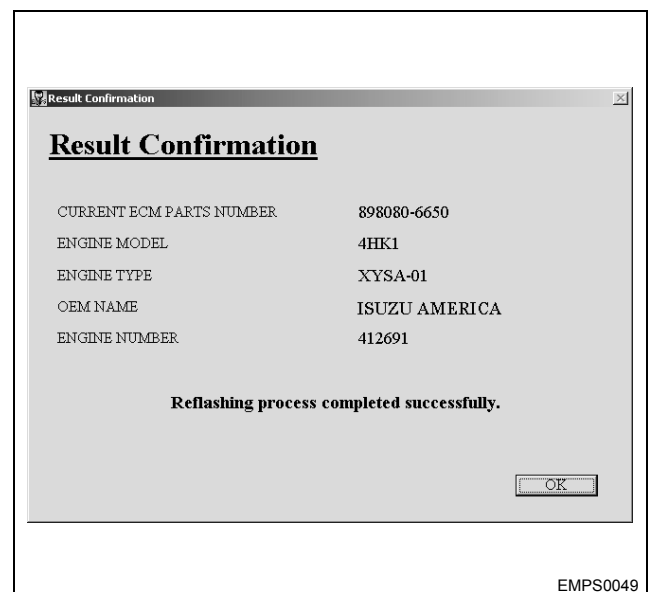 Result Confirmation
Result Confirmation
CURRENT ECM PARTS NUMBER 898080-6650
ENGINE MODEL 4HK1
ENGINE TYPE XYSA-01
OEM NAME ISUZU AMERICA
ENGINE NUMBER 412691
Reflashing process completed successfully.
OK
EMPS0049